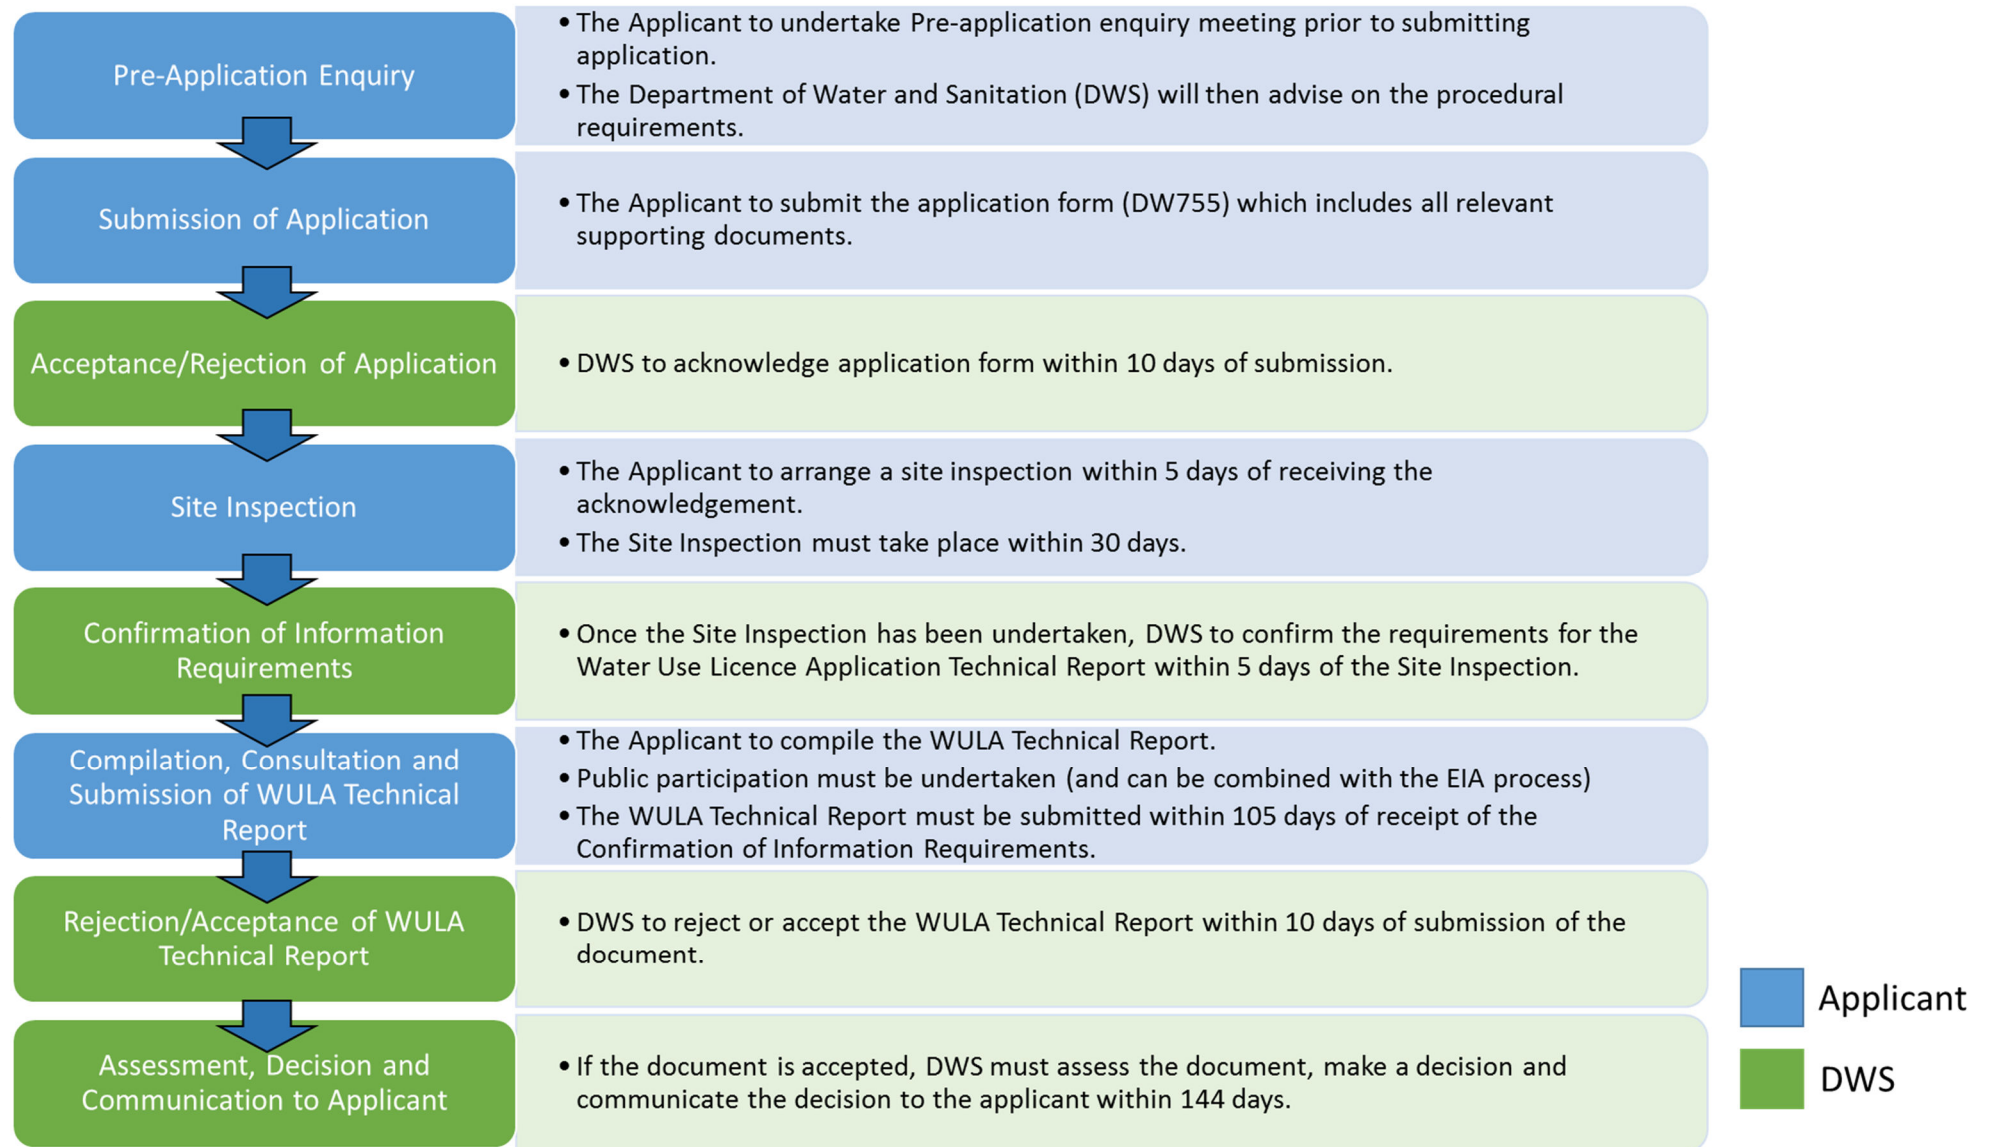 Pre-Application Enquiry
• The Applicant to undertake Pre-application enquiry meeting prior to submitting
application.
• The Department of Water and Sanitation (DWS) will then advise on the procedural
requirements.
Submission of Application
• The Applicant to submit the application form (DW755) which includes all relevant
supporting documents.
Acceptance/Rejection of Application
• DWS to acknowledge application form within 10 days of submission.
Site Inspection
• The Applicant to arrange a site inspection within 5 days of receiving the
acknowledgement.
• The Site Inspection must take place within 30 days.
Confirmation of Information
Requirements
• Once the Site Inspection has been undertaken, DWS to confirm the requirements for the
Water Use Licence Application Technical Report within 5 days of the Site Inspection.
Compilation, Consultation and
Submission of WULA Technical
Report
• The Applicant to compile the WULA Technical Report.
• Public participation must be undertaken (and can be combined with the EIA process)
• The WULA Technical Report must be submitted within 105 days of receipt of the
Confirmation of Information Requirements.
Rejection/Acceptance of WULA
Technical Report
• DWS to reject or accept the WULA Technical Report within 10 days of submission of the
document.
Assessment, Decision and
Communication to Applicant
• If the document is accepted, DWS must assess the document, make a decision and
communicate the decision to the applicant within 144 days.
Applicant
DWS